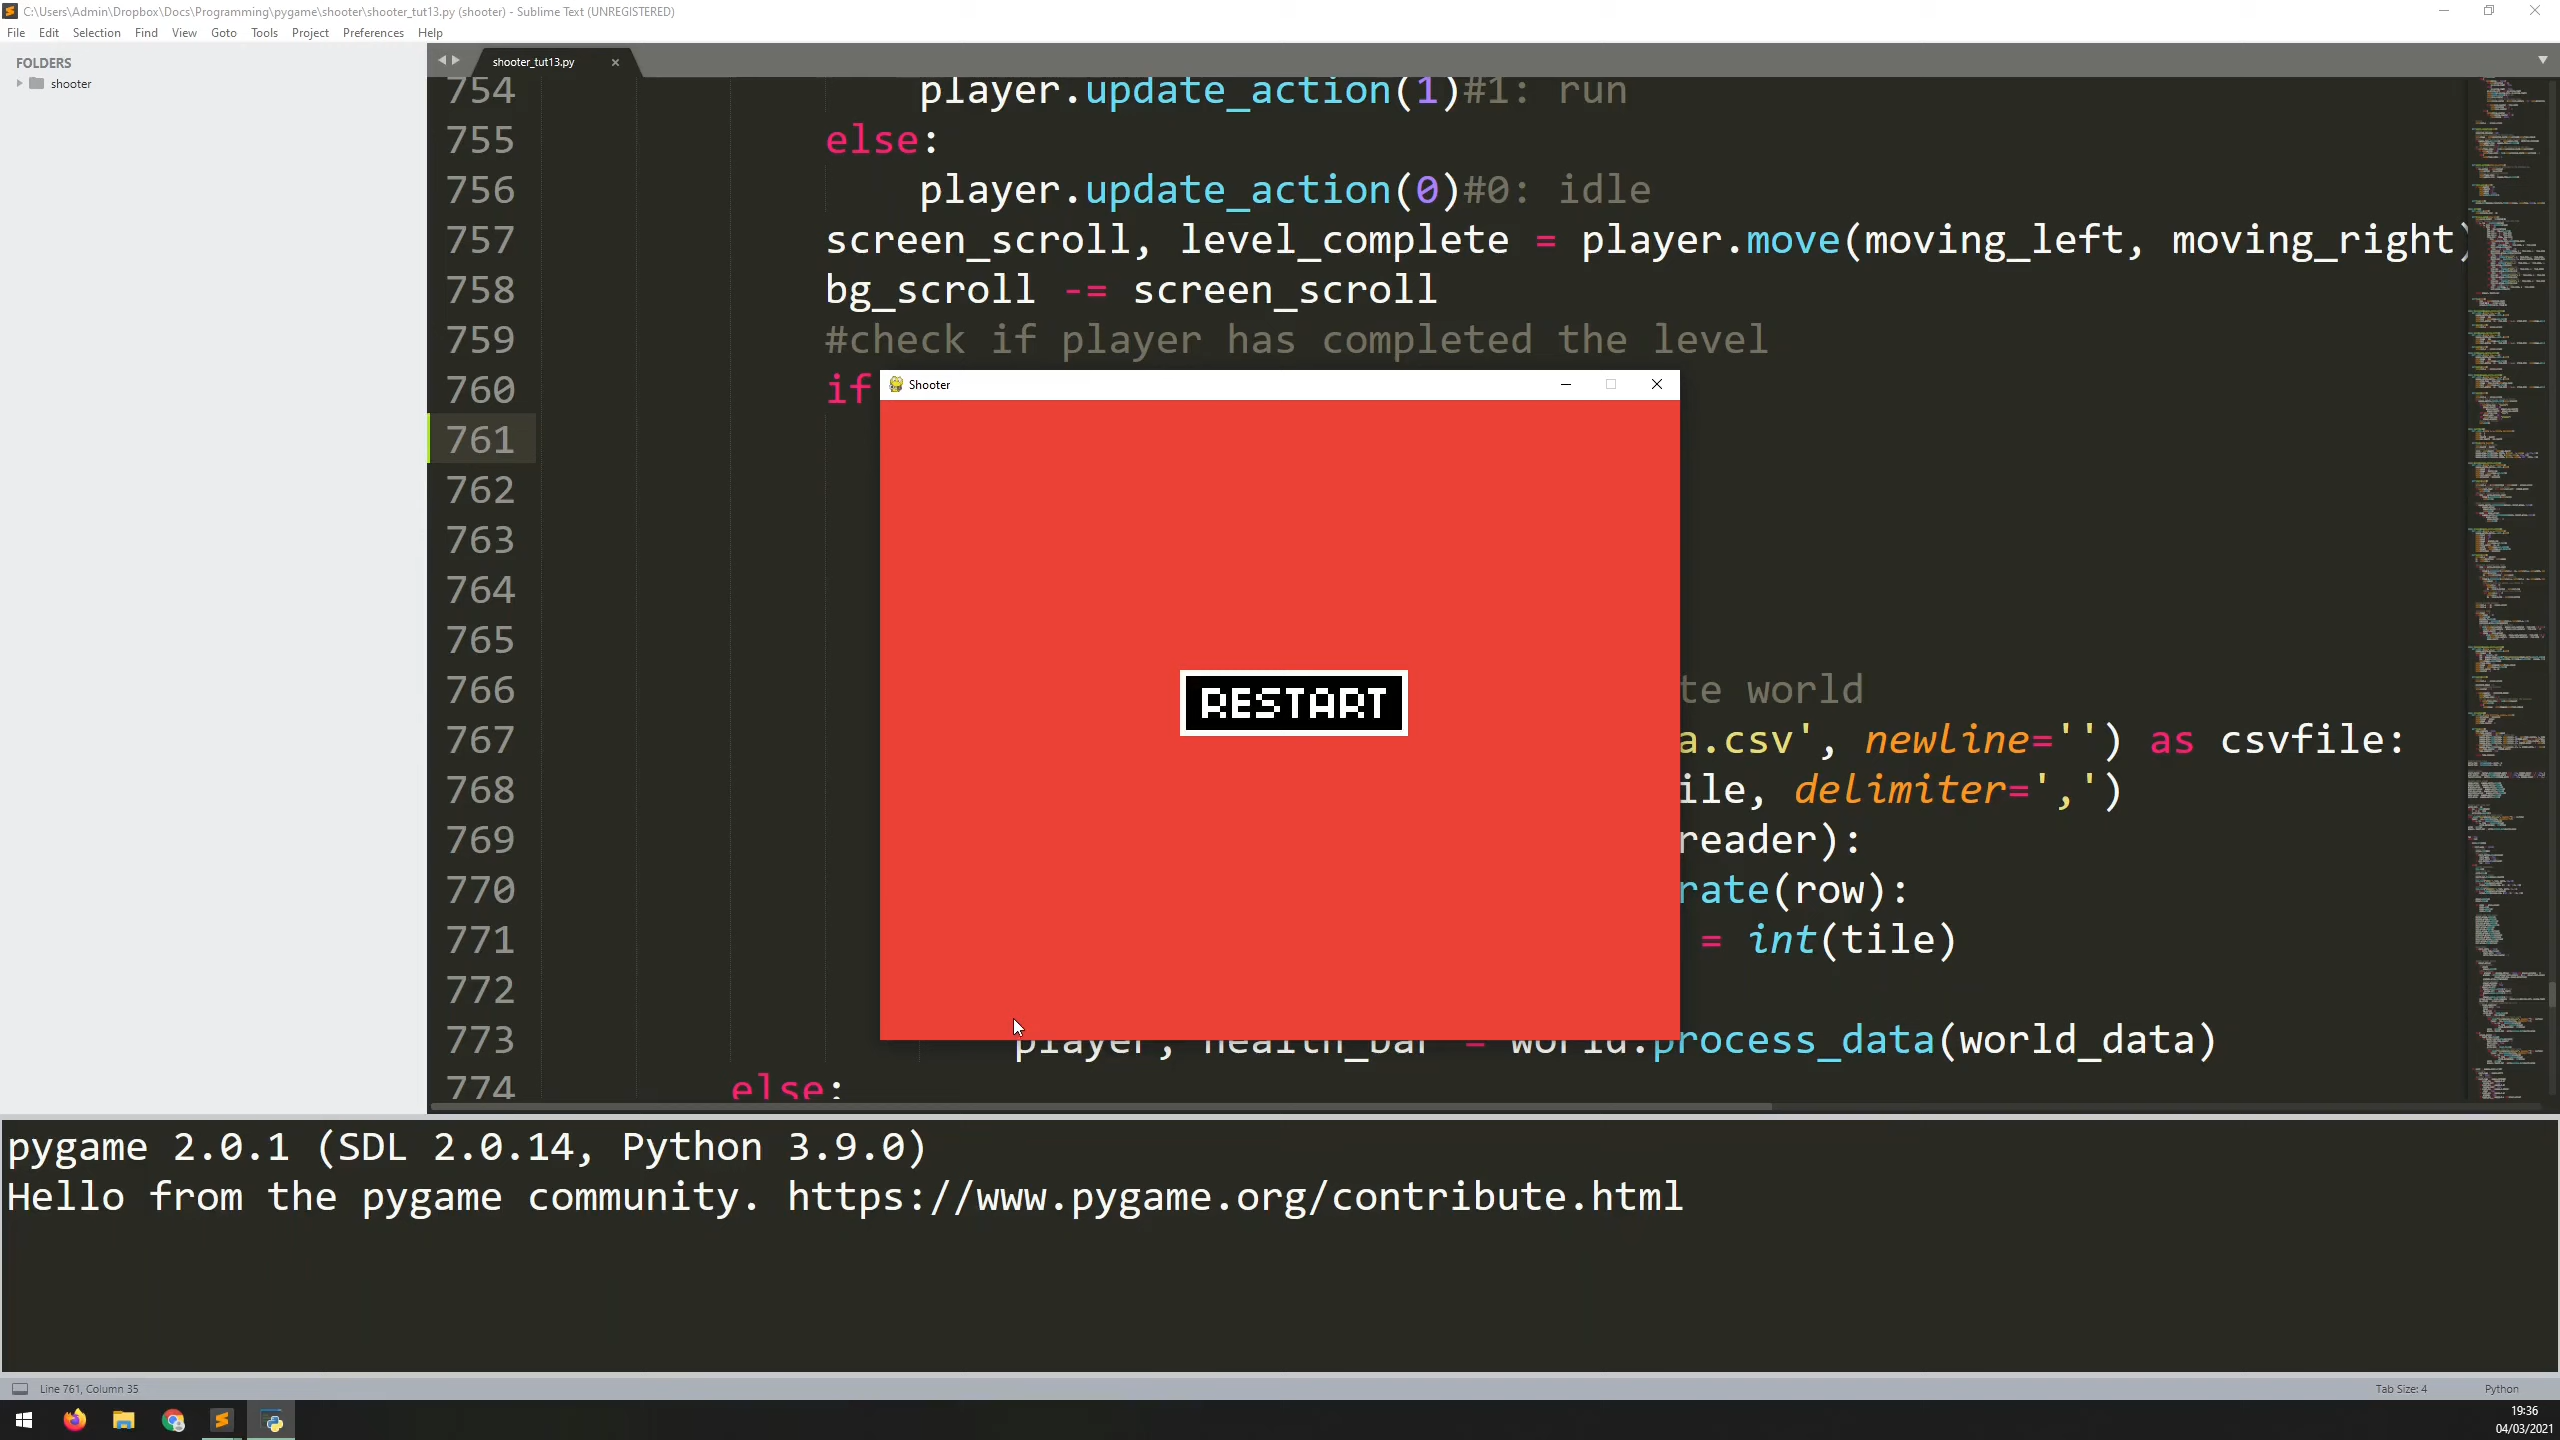 C:\Users\Admin\Dropbox\Docs\Programming\pygame\shooter\shooter_tut13.py (shooter) - Sublime Text (UNREGISTERED)
File Edit Selection Find View Goto Tools Project Preferences Help
FOLDERS
shooter
shooter_tut13.py
754 player.update_action(1)#1: run
755 else:
756 player.update_action(0)#0: idle
757 screen_scroll, level_complete = player.move(moving_left, moving_right)
758 bg_scroll -= screen_scroll
759 #check if player has completed the level
760 if
Shooter
761
762
763
764
765
766 te world
RESTART
767 a.csv', newline='') as csvfile:
768 ile, delimiter=',')
769 reader):
770 rate(row):
771 = int(tile)
772
773 player, health_bar = world.process_data(world_data)
774 else:
pygame 2.0.1 (SDL 2.0.14, Python 3.9.0)
Hello from the pygame community. https://www.pygame.org/contribute.html
Line 761, Column 35
Tab Size: 4
Python
19:36
04/03/2021